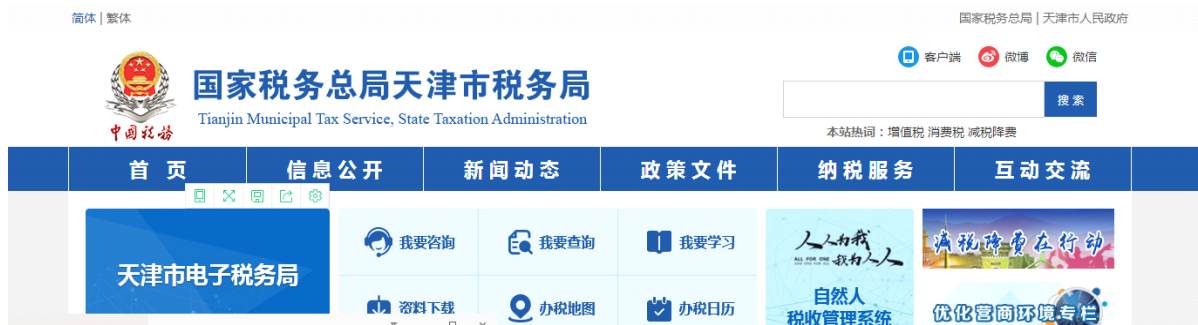 简体 | 繁体
国家税务总局 | 天津市人民政府
客户端 微博 微信
国家税务总局天津市税务局
Tianjin Municipal Tax Service, State Taxation Administration
中国税务
搜 索
本站热词：增值税 消费税 减税降费
首 页 信息公开 新闻动态 政策文件 纳税服务 互动交流
天津市电子税务局
我要咨询 我要查询 我要学习
资料下载 办税地图 办税日历
人人为我
ALL FOR ONE
我为人人
自然人
税收管理系统
减税降费在行动
优化营商环境专栏